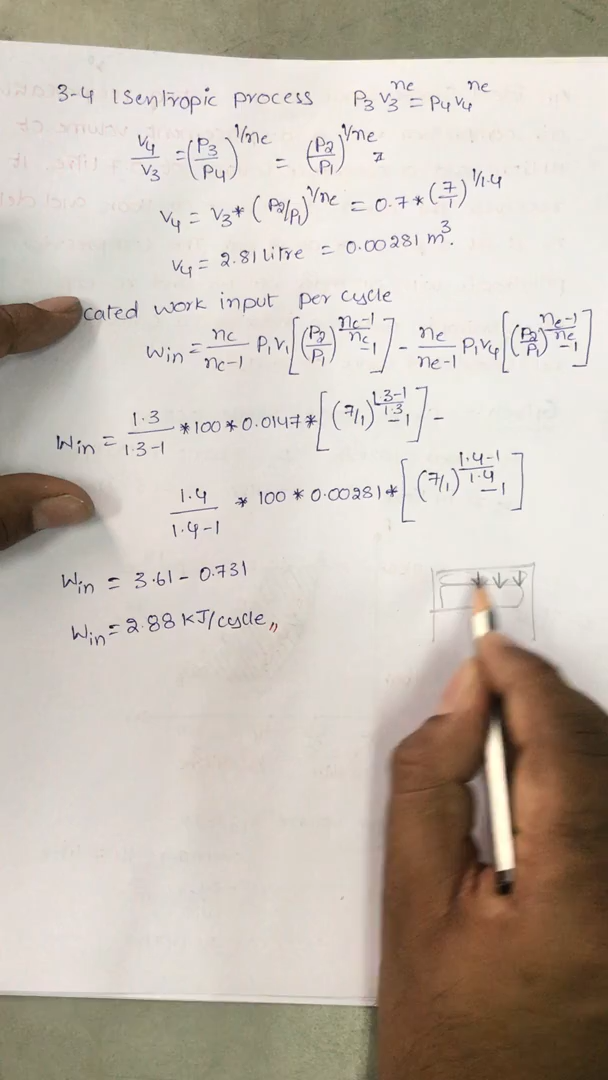 3-4 Isentropic process P₃V₃^ne = P₄V₄^ne
V₄/V₃ = (P₃/P₄)^1/ne = (P₂/P₁)^1/ne
V₄ = V₃ * (P₂/P₁)^1/ne = 0.7 * (7/1)^1/1.4
V₄ = 2.81 litre = 0.00281 m³.
cated work input per cycle
Win = nc/nc-1 P₁V₁[(P₂/P₁)^nc-1/nc -1] - ne/ne-1 P₁V₄[(P₂/P₁)^ne-1/ne -1]
Win = 1.3/1.3-1 * 100 * 0.0147 * [(7/1)^1.3-1/1.3 -1] -
1.4/1.4-1 * 100 * 0.00281 * [(7/1)^1.4-1/1.4 -1]
Win = 3.61 - 0.731
Win = 2.88 KJ/cycle,,